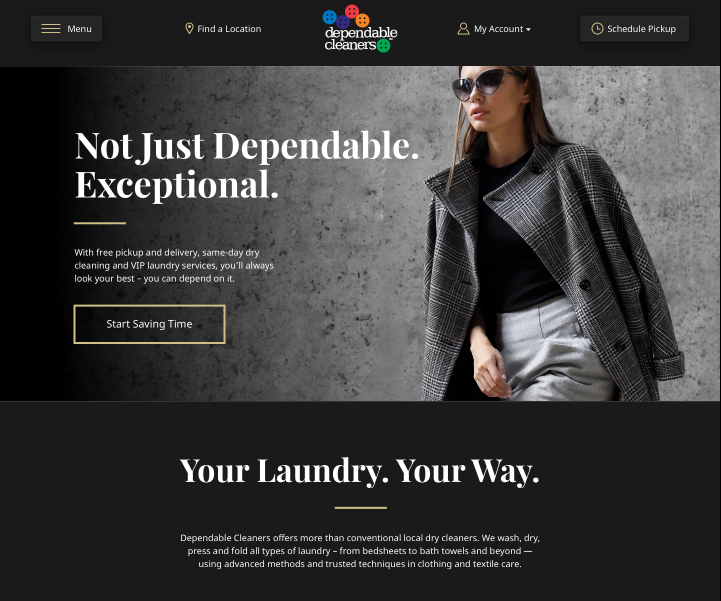 Menu
Find a Location
dependable
cleaners
My Account
Schedule Pickup
Not Just Dependable.
Exceptional.
With free pickup and delivery, same-day dry
cleaning and VIP laundry services, you'll always
look your best – you can depend on it.
Start Saving Time
Your Laundry. Your Way.
Dependable Cleaners offers more than conventional local dry cleaners. We wash, dry,
press and fold all types of laundry – from bedsheets to bath towels and beyond —
using advanced methods and trusted techniques in clothing and textile care.